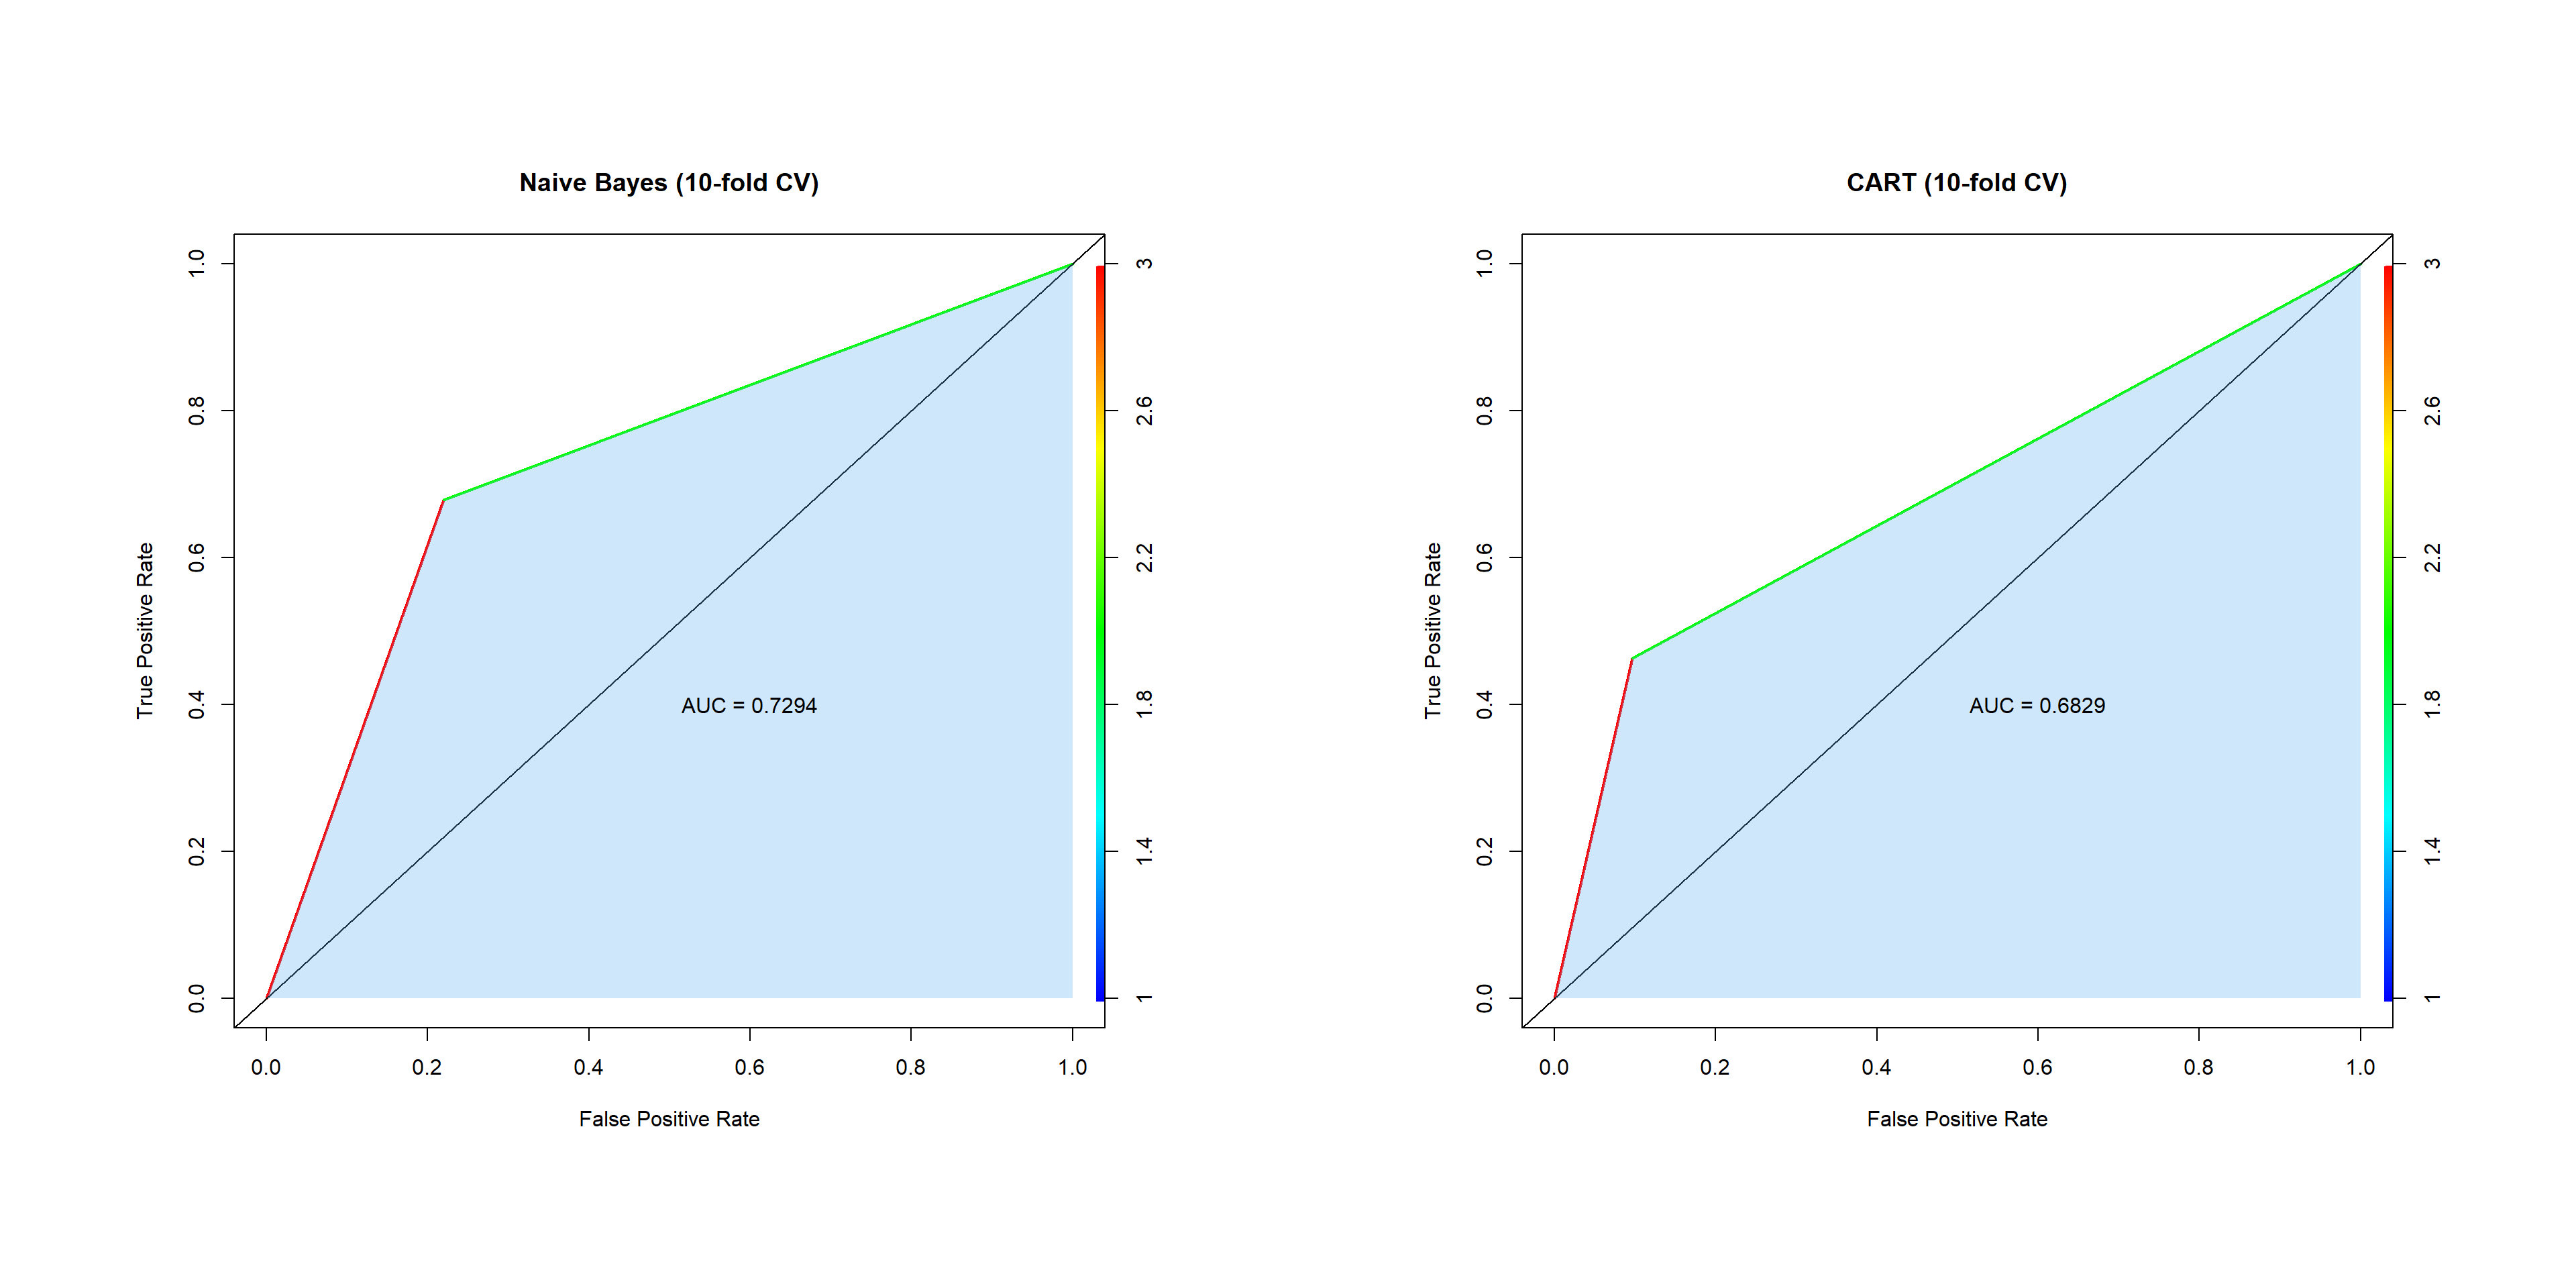 Naive Bayes (10-fold CV)
True Positive Rate
1.0
0.8
0.6
0.4
0.2
0.0
AUC = 0.7294
3
2.6
2.2
1.8
1.4
1
0.0 0.2 0.4 0.6 0.8 1.0
False Positive Rate
CART (10-fold CV)
True Positive Rate
1.0
0.8
0.6
0.4
0.2
0.0
AUC = 0.6829
3
2.6
2.2
1.8
1.4
1
0.0 0.2 0.4 0.6 0.8 1.0
False Positive Rate